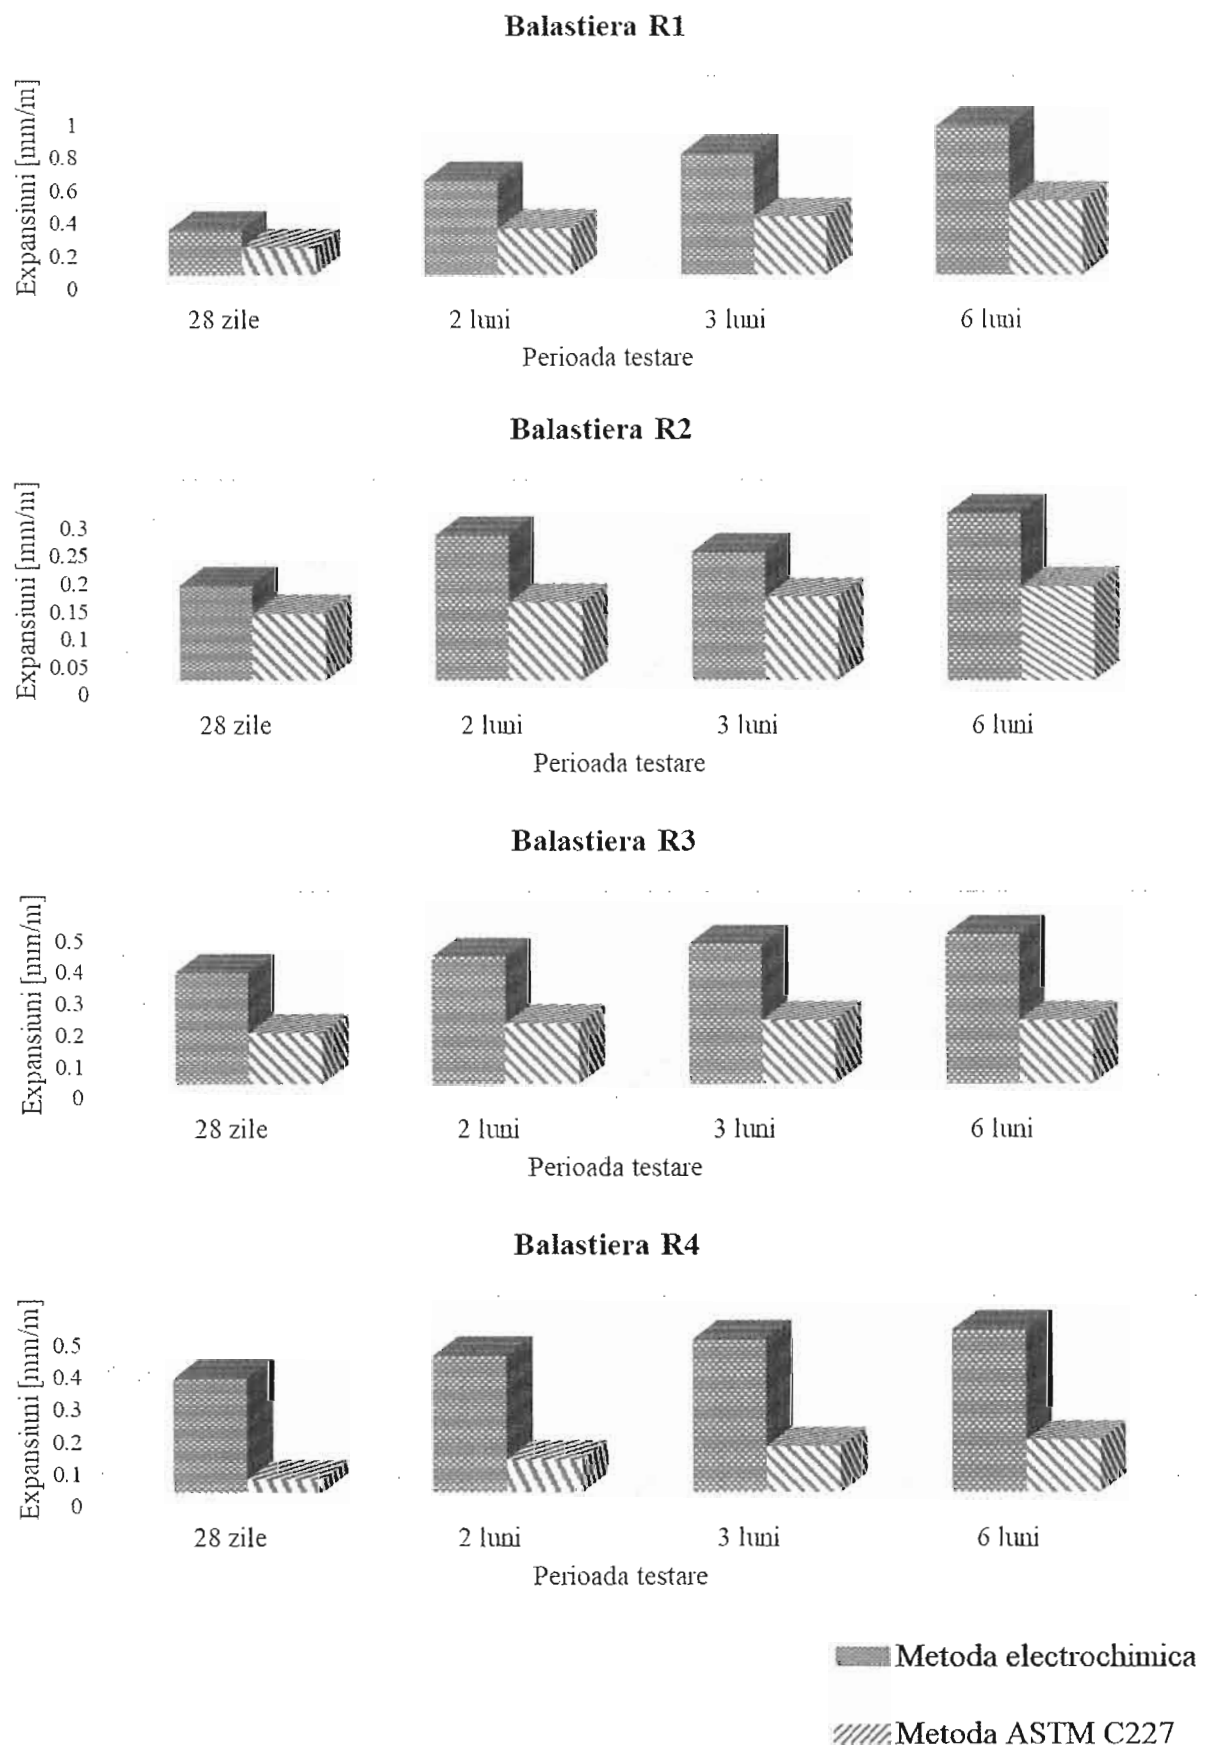 Balastiera R1
Expansiuni [mm/m]
1
0.8
0.6
0.4
0.2
0
28 zile 2 luni 3 luni 6 luni
Perioada testare
Balastiera R2
Expansiuni [mm/m]
0.3
0.25
0.2
0.15
0.1
0.05
0
28 zile 2 luni 3 luni 6 luni
Perioada testare
Balastiera R3
Expansiuni [mm/m]
0.5
0.4
0.3
0.2
0.1
0
28 zile 2 luni 3 luni 6 luni
Perioada testare
Balastiera R4
Expansiuni [mm/m]
0.5
0.4
0.3
0.2
0.1
0
28 zile 2 luni 3 luni 6 luni
Perioada testare
Metoda electrochimica
Metoda ASTM C227